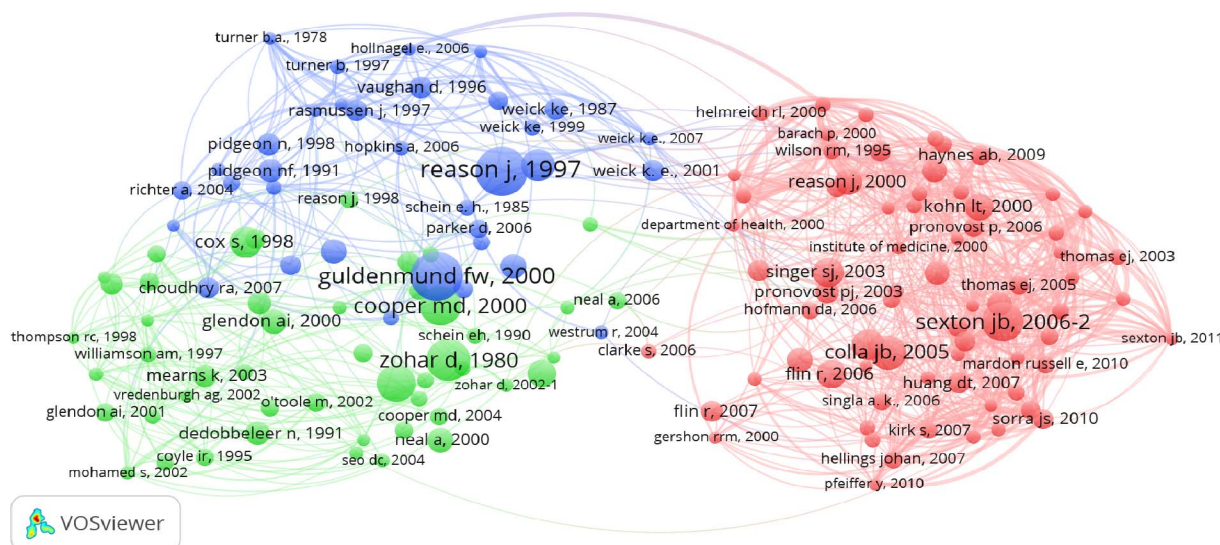 turner b.a., 1978
hollnagel e., 2006
turner b, 1997
vaughan d, 1996
rasmussen j, 1997
weick ke, 1987
weick ke, 1999
weick k.e., 2007
pidgeon n, 1998
hopkins a, 2006
reason j, 1997
weick k. e., 2001
pidgeon nf, 1991
richter a, 2004
reason j, 1998
schein e. h., 1985
parker d, 2006
cox s, 1998
guldenmund fw, 2000
choudhry ra, 2007
cooper md, 2000
glendon ai, 2000
neal a, 2006
schein eh, 1990
westrum r, 2004
clarke s, 2006
thompson rc, 1998
williamson am, 1997
zohar d, 1980
mearns k, 2003
zohar d, 2002-1
vredenburgh ag, 2002
o'toole m, 2002
glendon ai, 2001
cooper md, 2004
dedobbeleer n, 1991
neal a, 2000
coyle ir, 1995
seo dc, 2004
mohamed s, 2002
helmreich rl, 2000
barach p, 2000
wilson rm, 1995
haynes ab, 2009
reason j, 2000
kohn lt, 2000
department of health, 2000
pronovost p, 2006
institute of medicine, 2000
thomas ej, 2003
singer sj, 2003
thomas ej, 2005
pronovost pj, 2003
hofmann da, 2006
sexton jb, 2006-2
sexton jb, 2011
colla jb, 2005
mardon russell e, 2010
flin r, 2006
huang dt, 2007
singla a. k., 2006
flin r, 2007
sorra js, 2010
gershon rrm, 2000
kirk s, 2007
hellings johan, 2007
pfeiffer y, 2010
VOSviewer